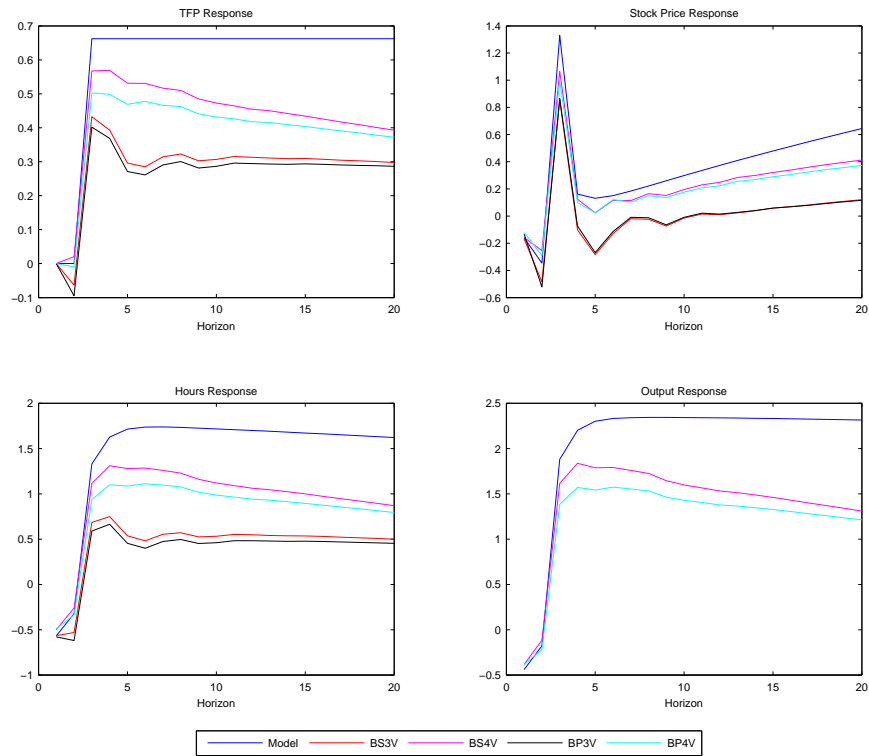 TFP Response
0.7
0.6
0.5
0.4
0.3
0.2
0.1
0
−0.1
0 5 10 15 20
Horizon
Stock Price Response
1.4
1.2
1
0.8
0.6
0.4
0.2
0
−0.2
−0.4
−0.6
0 5 10 15 20
Horizon
Hours Response
2
1.5
1
0.5
0
−0.5
−1
0 5 10 15 20
Horizon
Output Response
2.5
2
1.5
1
0.5
0
−0.5
0 5 10 15 20
Horizon
Model BS3V BS4V BP3V BP4V